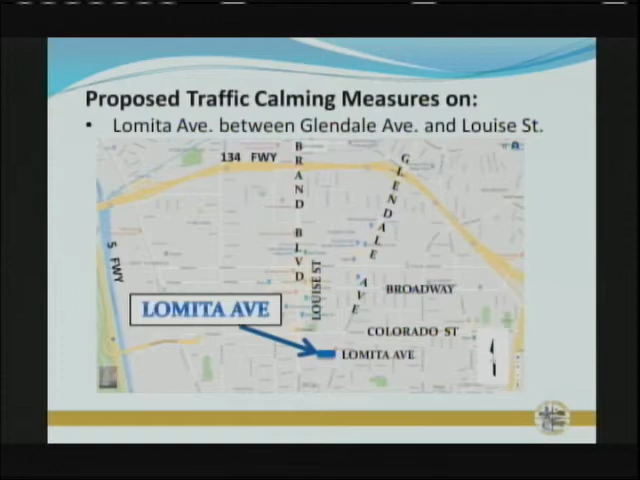 Proposed Traffic Calming Measures on:
• Lomita Ave. between Glendale Ave. and Louise St.
134 FWY
BRAND BLVD
GLENDALE AVE
5 FWY
LOUISE ST
BROADWAY
LOMITA AVE
COLORADO ST
LOMITA AVE